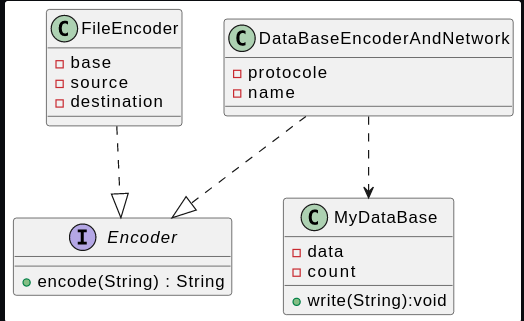 C FileEncoder
base
source
destination
C DataBaseEncoderAndNetwork
protocole
name
I Encoder
encode(String) : String
C MyDataBase
data
count
write(String):void